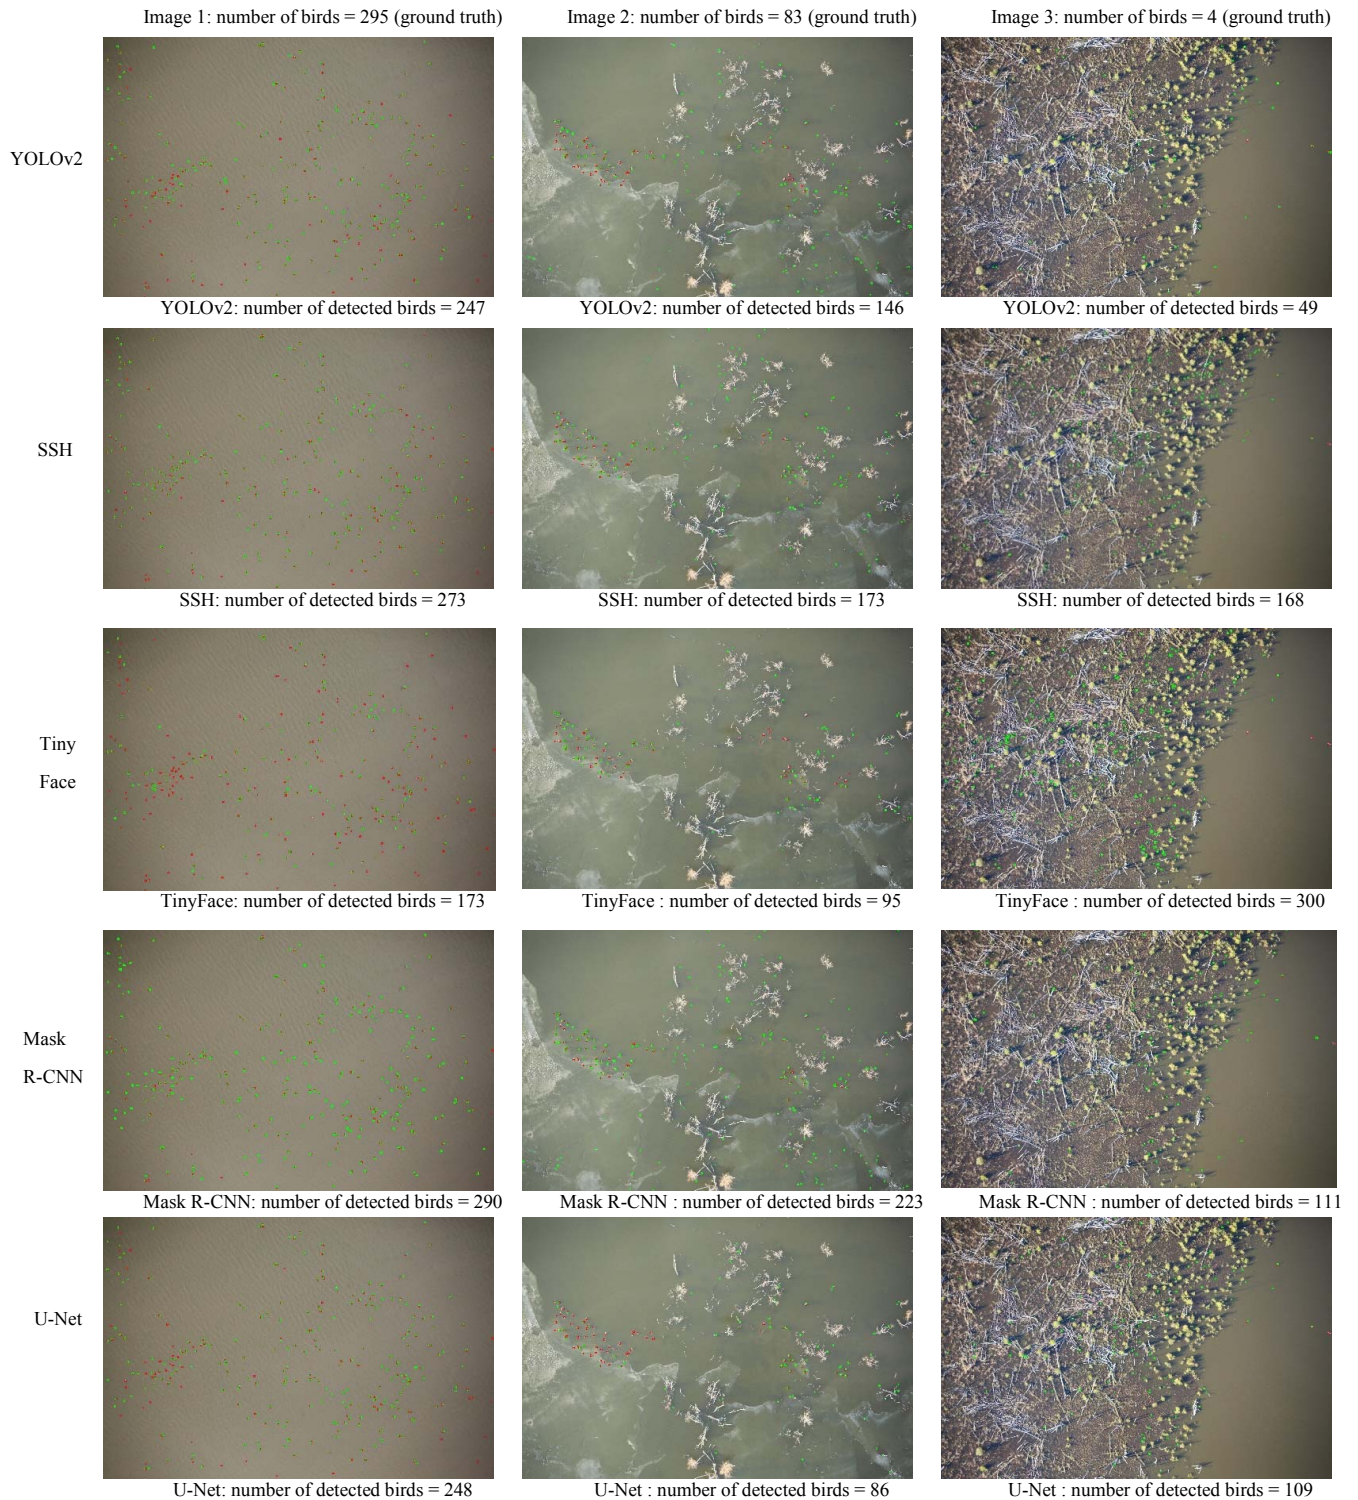 Image 1: number of birds = 295 (ground truth)
Image 2: number of birds = 83 (ground truth)
Image 3: number of birds = 4 (ground truth)
YOLOv2
YOLOv2: number of detected birds = 247
YOLOv2: number of detected birds = 146
YOLOv2: number of detected birds = 49
SSH
SSH: number of detected birds = 273
SSH: number of detected birds = 173
SSH: number of detected birds = 168
Tiny
Face
TinyFace: number of detected birds = 173
TinyFace : number of detected birds = 95
TinyFace : number of detected birds = 300
Mask
R-CNN
Mask R-CNN: number of detected birds = 290
Mask R-CNN : number of detected birds = 223
Mask R-CNN : number of detected birds = 111
U-Net
U-Net: number of detected birds = 248
U-Net : number of detected birds = 86
U-Net : number of detected birds = 109